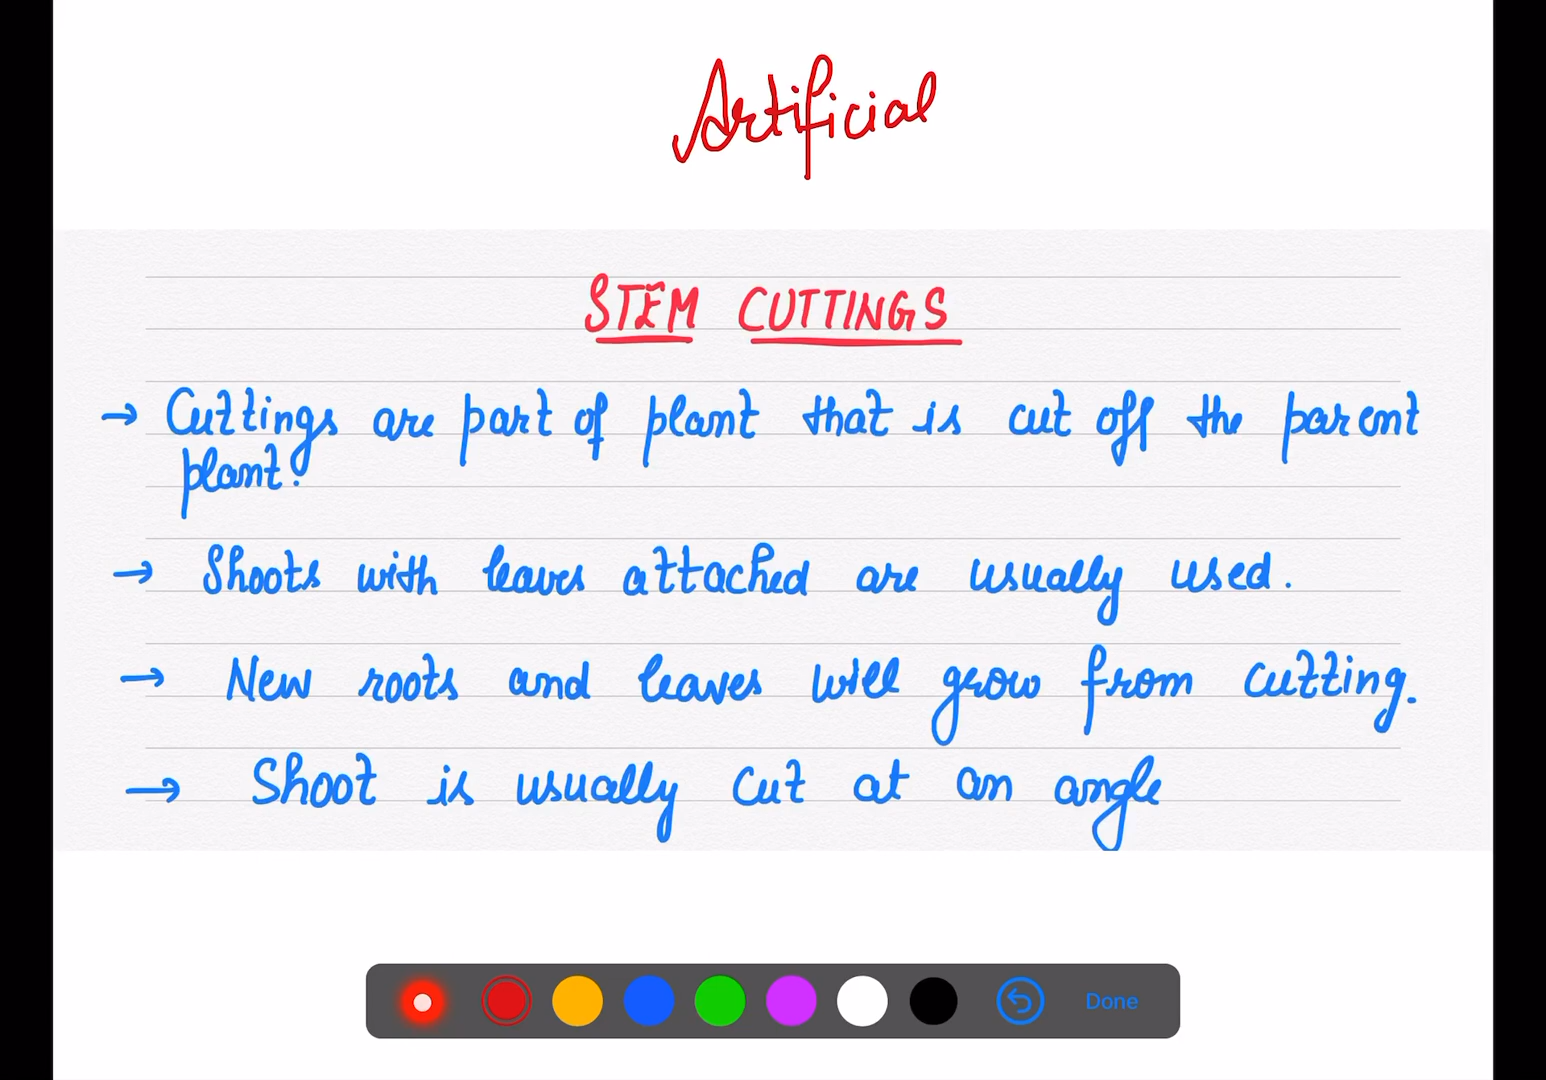 Artificial
STEM CUTTINGS
→ Cuttings are part of plant that is cut off the parent
plant.
→ Shoots with leaves attached are usually used.
→ New roots and leaves will grow from cutting.
→ Shoot is usually cut at an angle
Done